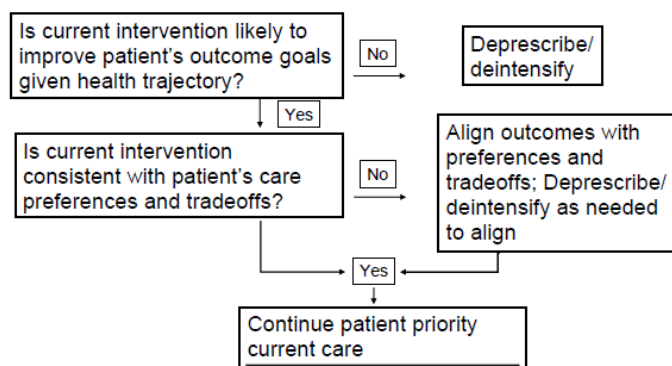 Is current intervention likely to
improve patient's outcome goals
given health trajectory?
No
Deprescribe/
deintensify
Yes
Is current intervention
consistent with patient's care
preferences and tradeoffs?
No
Align outcomes with
preferences and
tradeoffs; Deprescribe/
deintensify as needed
to align
Yes
Continue patient priority
current care